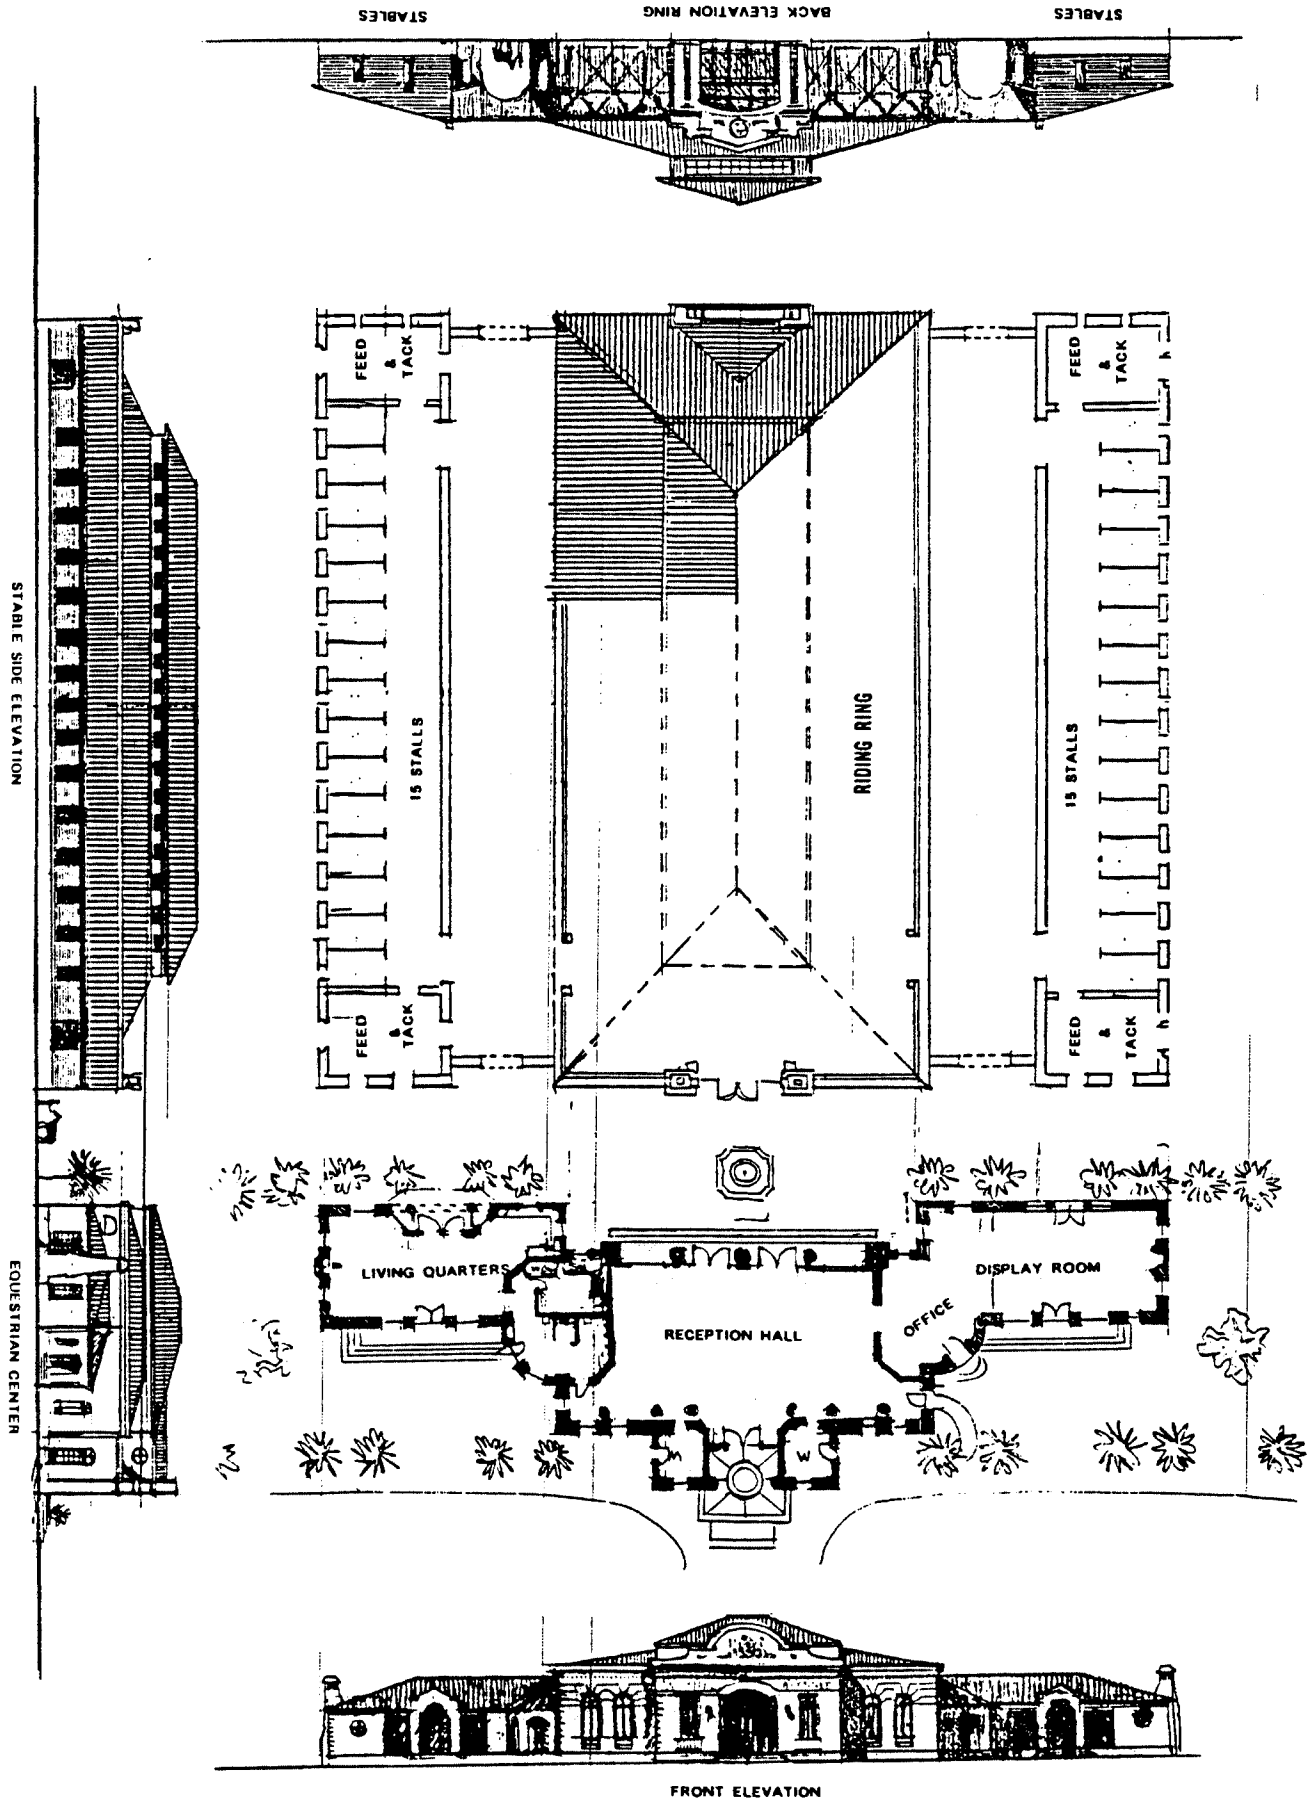 STABLES
BACK ELEVATION RING
STABLES
FEED
&
TACK
FEED
&
TACK
STABLE SIDE ELEVATION
15 STALLS
RIDING RING
15 STALLS
FEED
&
TACK
FEED
&
TACK
EQUESTRIAN CENTER
LIVING QUARTERS
RECEPTION HALL
OFFICE
DISPLAY ROOM
M
W
FRONT ELEVATION